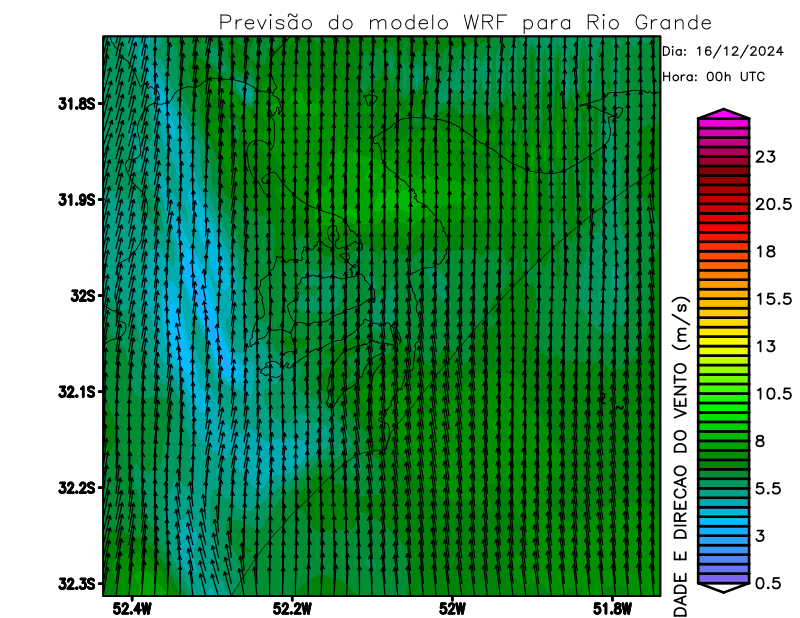 Previsão do modelo WRF para Rio Grande
Dia: 16/12/2024
Hora: 00h UTC
31.8S
31.9S
32S
32.1S
32.2S
32.3S
52.4W
52.2W
52W
51.8W
23
20.5
18
15.5
13
10.5
8
5.5
3
0.5
DADE E DIRECAO DO VENTO (m/s)